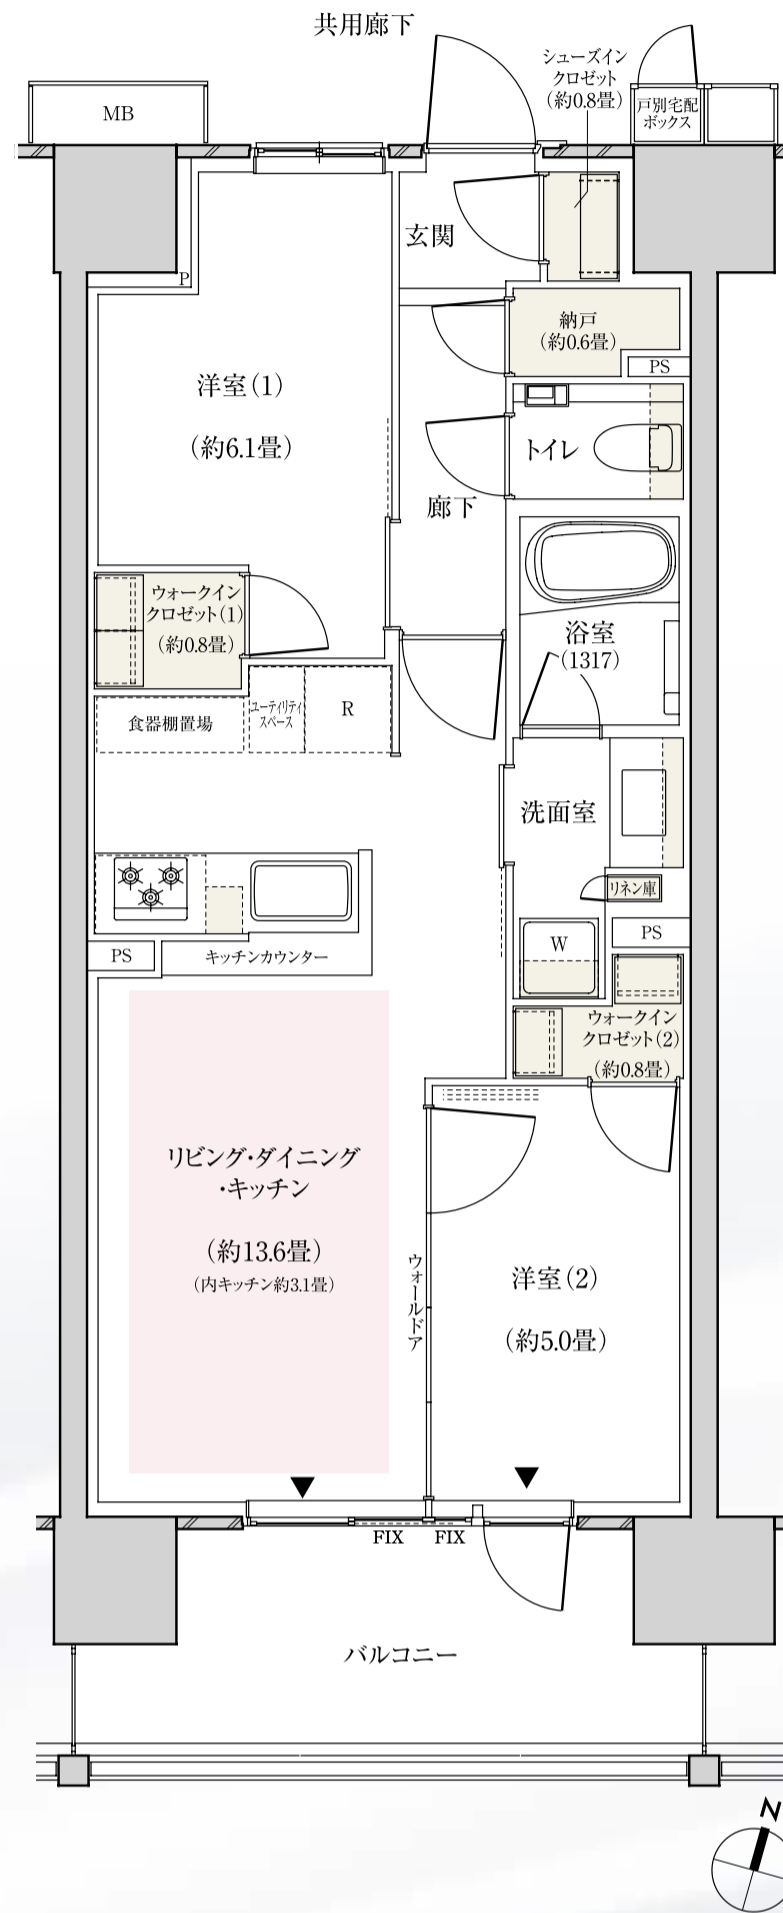 共用廊下
シューズイン
クロゼット
(約0.8畳)
MB
戸別宅配
ボックス
玄関
P
納戸
(約0.6畳)
PS
洋室(1)
(約6.1畳)
トイレ
廊下
ウォークイン
クロゼット(1)
(約0.8畳)
浴室
(1317)
食器棚置場
ユーティリティ
スペース
R
洗面室
リネン庫
PS
キッチンカウンター
W
PS
ウォークイン
クロゼット(2)
(約0.8畳)
リビング・ダイニング
・キッチン
(約13.6畳)
(内キッチン約3.1畳)
ウォールドア
洋室(2)
(約5.0畳)
FIX
FIX
バルコニー
N